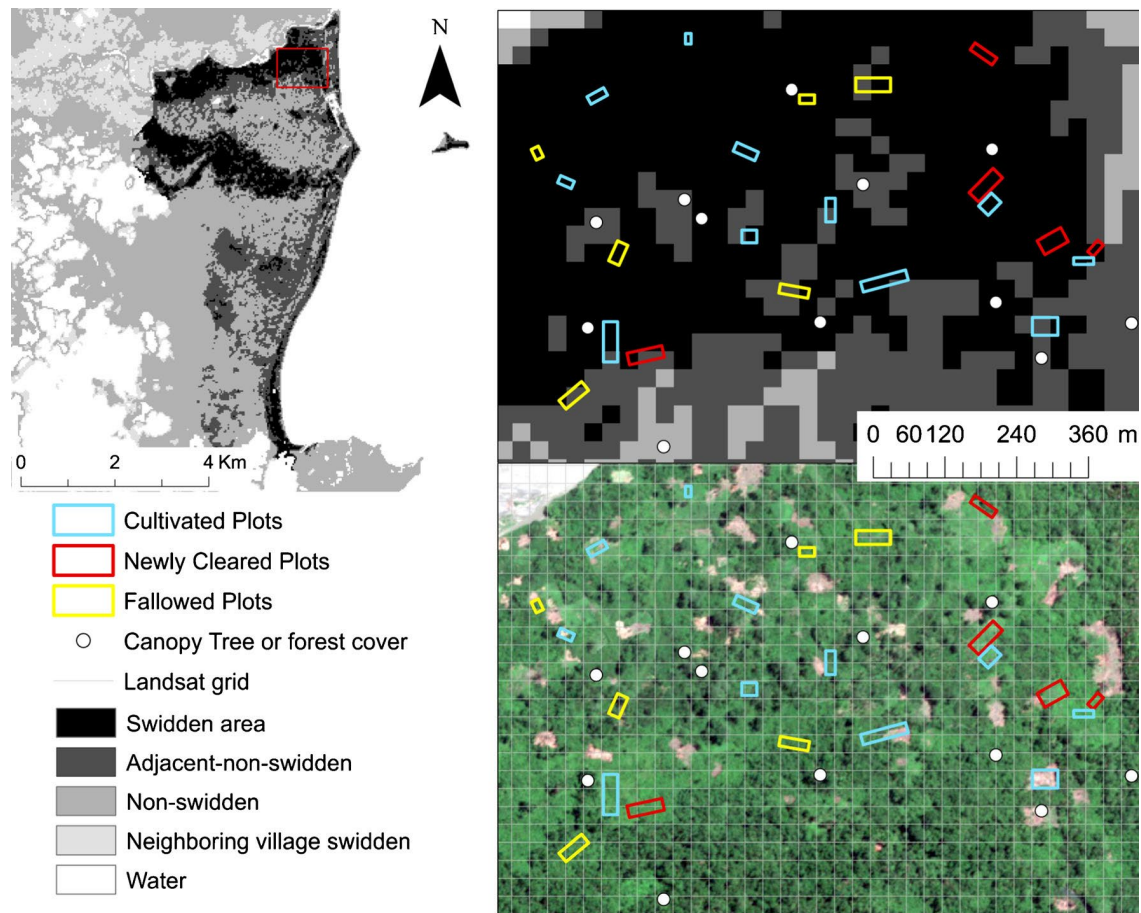 N
0 2 4 Km
0 60 120 240 360 m
Cultivated Plots
Newly Cleared Plots
Fallowed Plots
Canopy Tree or forest cover
Landsat grid
Swidden area
Adjacent-non-swidden
Non-swidden
Neighboring village swidden
Water